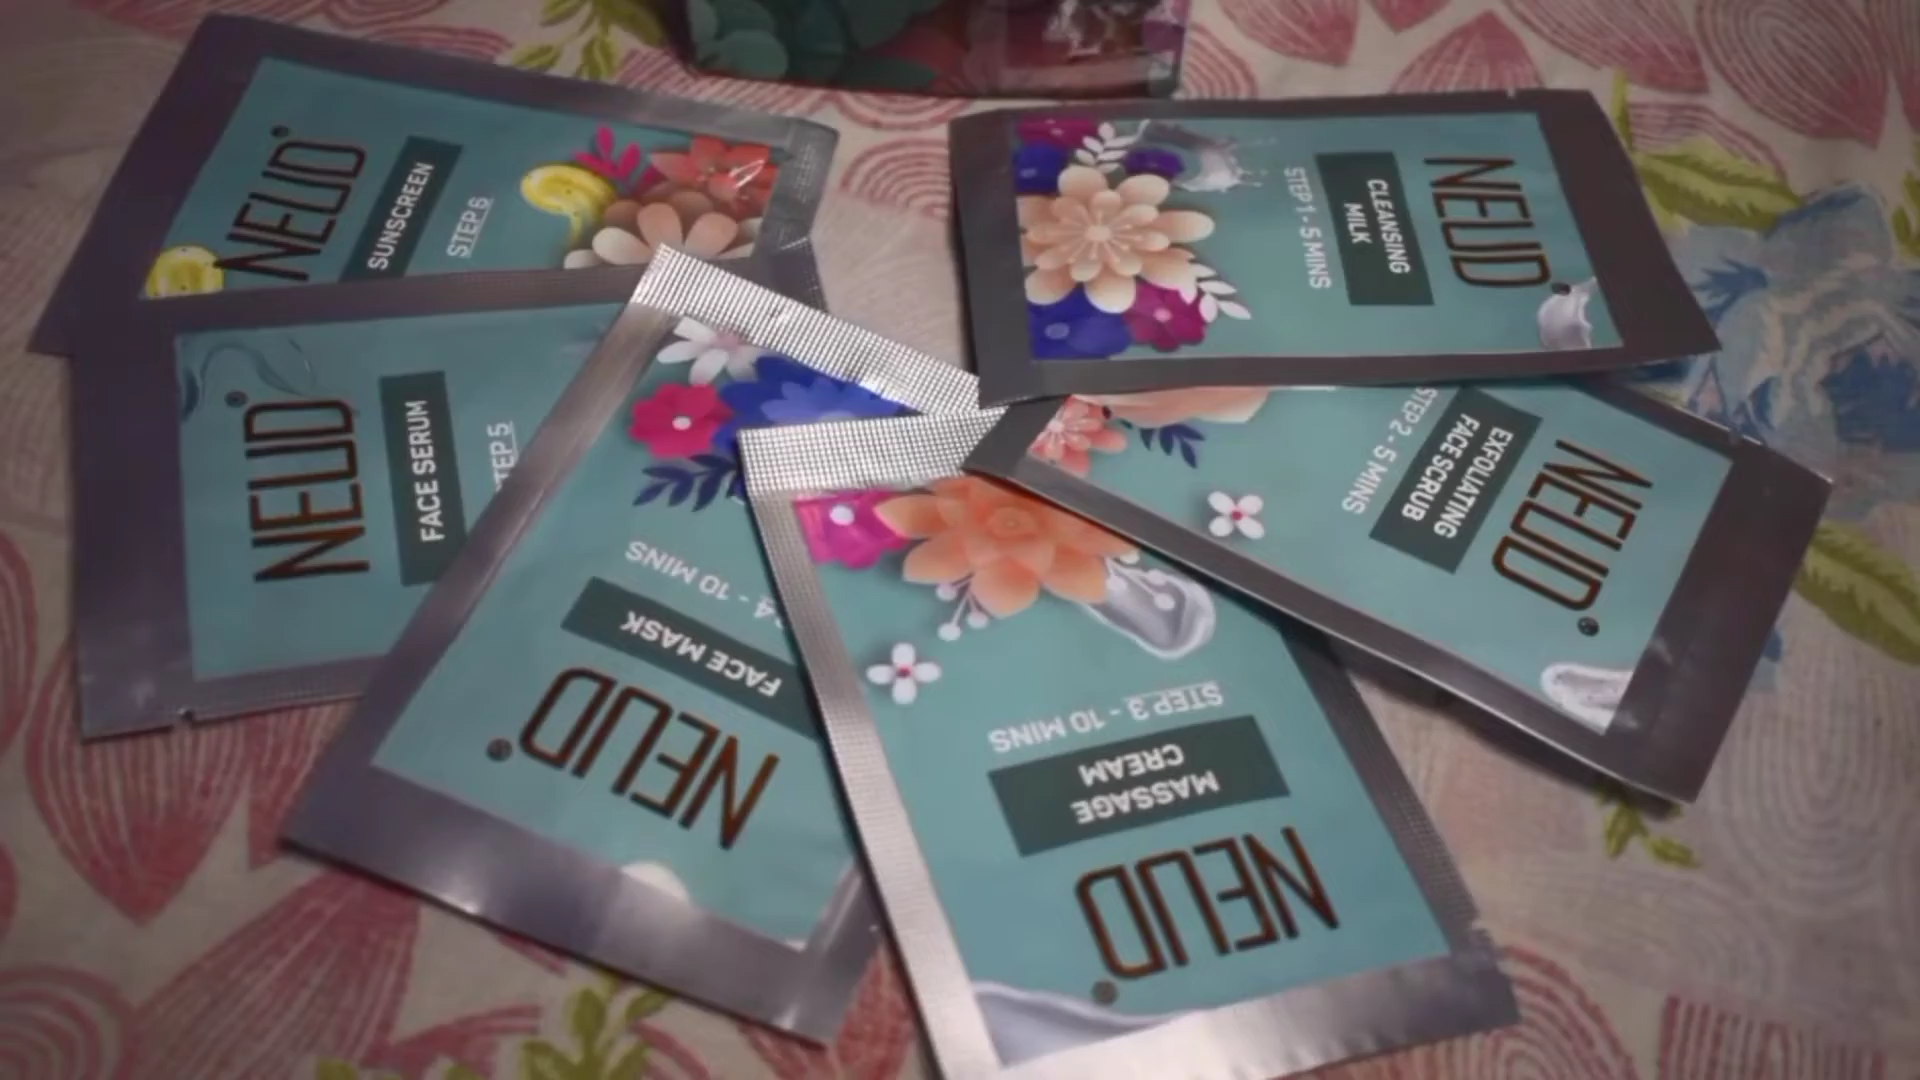 NEUD
SUNSCREEN
STEP 6
NEUD
CLEANSING
MILK
STEP 1 - 5 MINS
NEUD
FACE SERUM
STEP 5
NEUD
EXFOLIATING
FACE SCRUB
STEP 2 - 5 MINS
NEUD
FACE MASK
4 - 10 MINS
NEUD
MASSAGE
CREAM
STEP 3 - 10 MINS